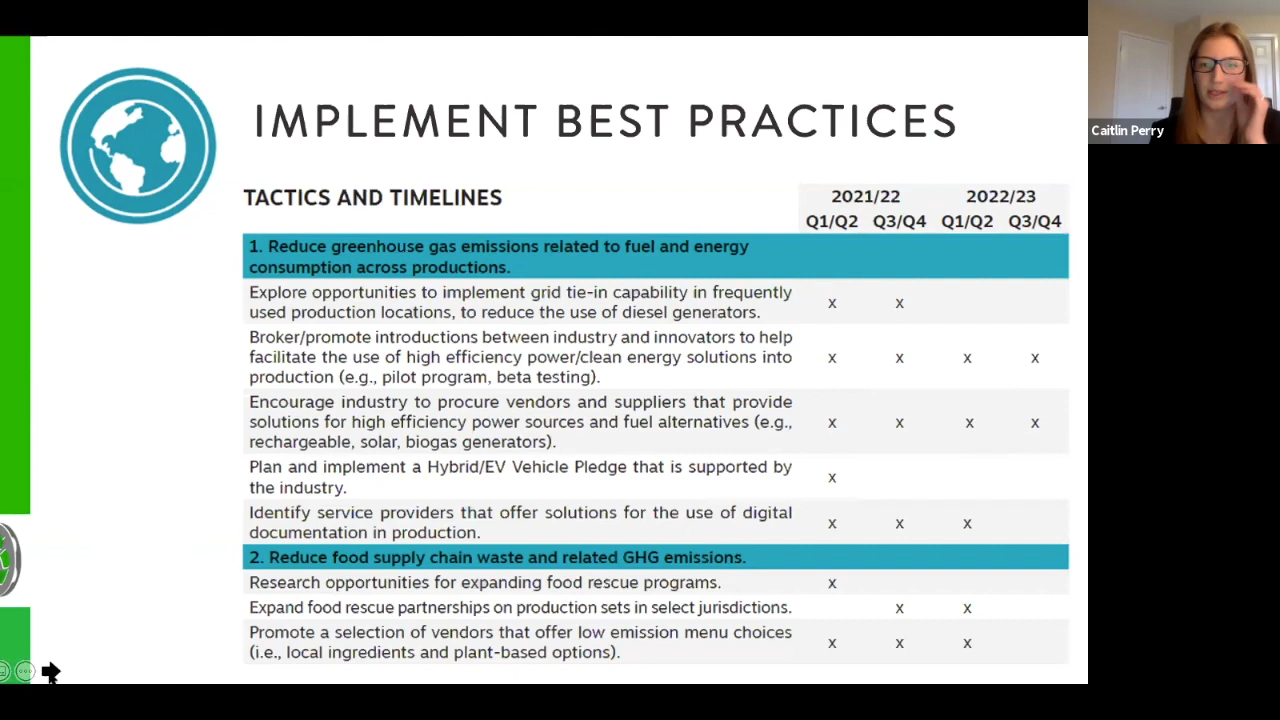 IMPLEMENT BEST PRACTICES
Caitlin Perry
TACTICS AND TIMELINES
2021/22 2022/23
Q1/Q2 Q3/Q4 Q1/Q2 Q3/Q4
1. Reduce greenhouse gas emissions related to fuel and energy
consumption across productions.
Explore opportunities to implement grid tie-in capability in frequently
used production locations, to reduce the use of diesel generators.
x x
Broker/promote introductions between industry and innovators to help
facilitate the use of high efficiency power/clean energy solutions into
production (e.g., pilot program, beta testing).
x x x x
Encourage industry to procure vendors and suppliers that provide
solutions for high efficiency power sources and fuel alternatives (e.g.,
rechargeable, solar, biogas generators).
x x x x
Plan and implement a Hybrid/EV Vehicle Pledge that is supported by
the industry.
x
Identify service providers that offer solutions for the use of digital
documentation in production.
x x x
2. Reduce food supply chain waste and related GHG emissions.
Research opportunities for expanding food rescue programs. x
Expand food rescue partnerships on production sets in select jurisdictions. x x
Promote a selection of vendors that offer low emission menu choices
(i.e., local ingredients and plant-based options).
x x x